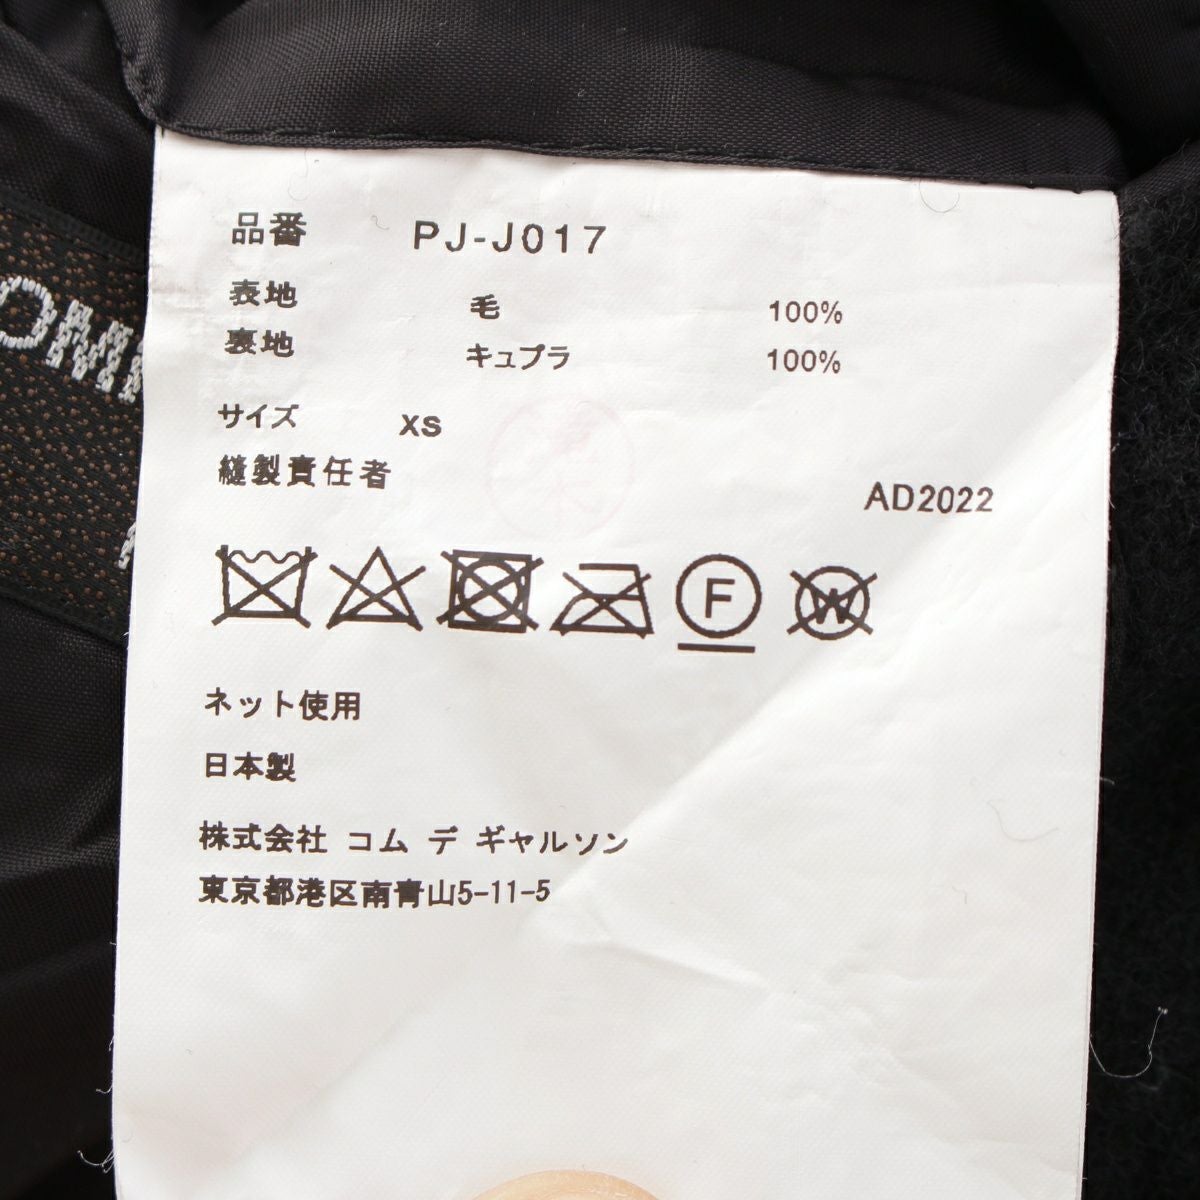 品番 PJ-J017
表地 毛 100%
裏地 キュプラ 100%
サイズ XS
縫製責任者
AD2022
F W
ネット使用
日本製
株式会社 コム デ ギャルソン
東京都港区南青山5-11-5